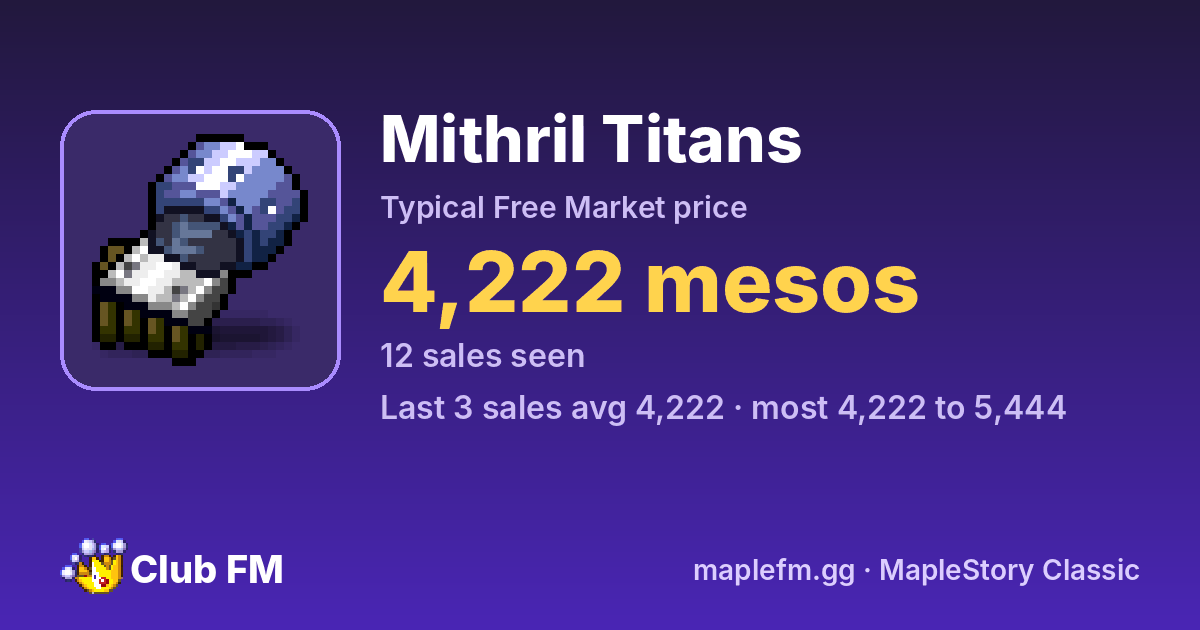 Mithril Titans
Typical Free Market price
4,222 mesos
12 sales seen
Last 3 sales avg 4,222 · most 4,222 to 5,444
Club FM
maplefm.gg · MapleStory Classic